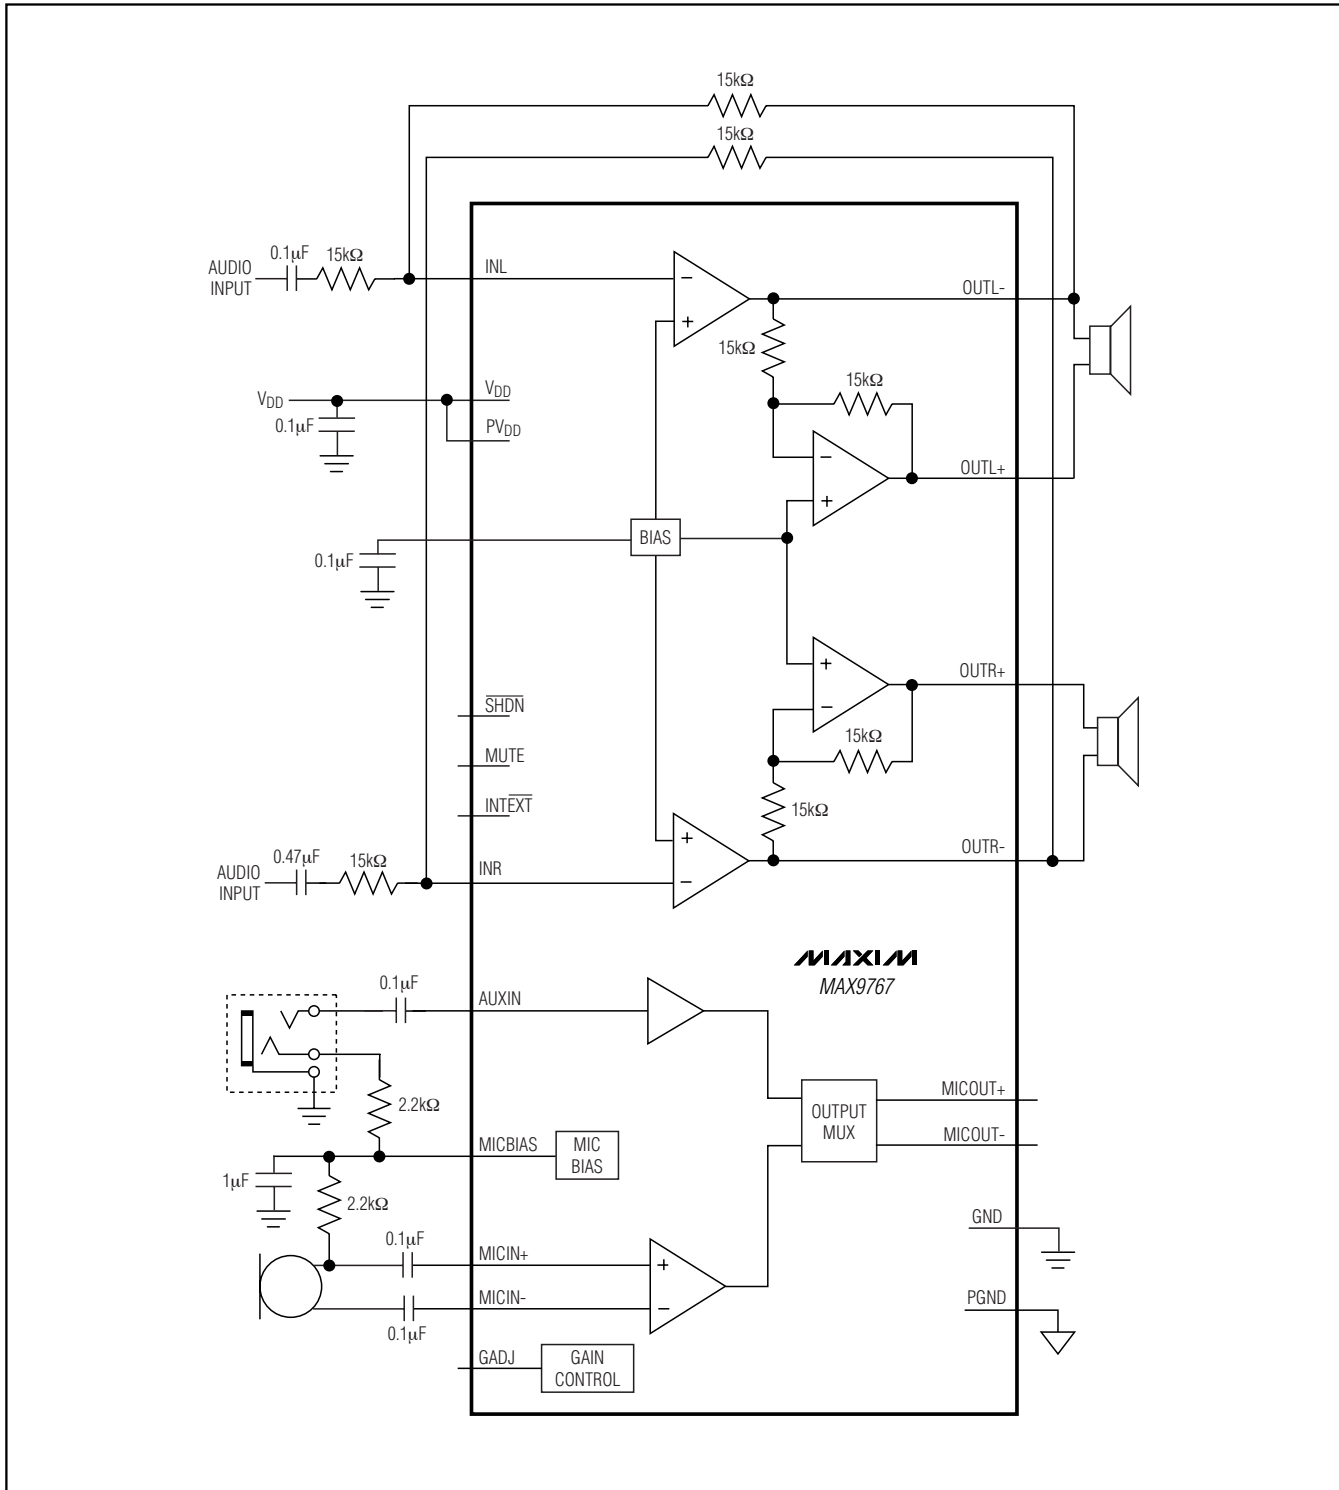 15kΩ
15kΩ
0.1µF
15kΩ
AUDIO
INPUT
INL
−
+
OUTL-
15kΩ
15kΩ
VDD
VDD
0.1µF
PVDD
−
+
OUTL+
BIAS
0.1µF
+
−
OUTR+
SHDN
MUTE
15kΩ
INTEXT
15kΩ
+
−
OUTR-
0.47µF
15kΩ
AUDIO
INPUT
INR
MAXIM
MAX9767
0.1µF
AUXIN
2.2kΩ
OUTPUT
MUX
MICOUT+
MICOUT-
MICBIAS
MIC
BIAS
1µF
2.2kΩ
GND
0.1µF
MICIN+
+
−
MICIN-
0.1µF
PGND
GADJ
GAIN
CONTROL